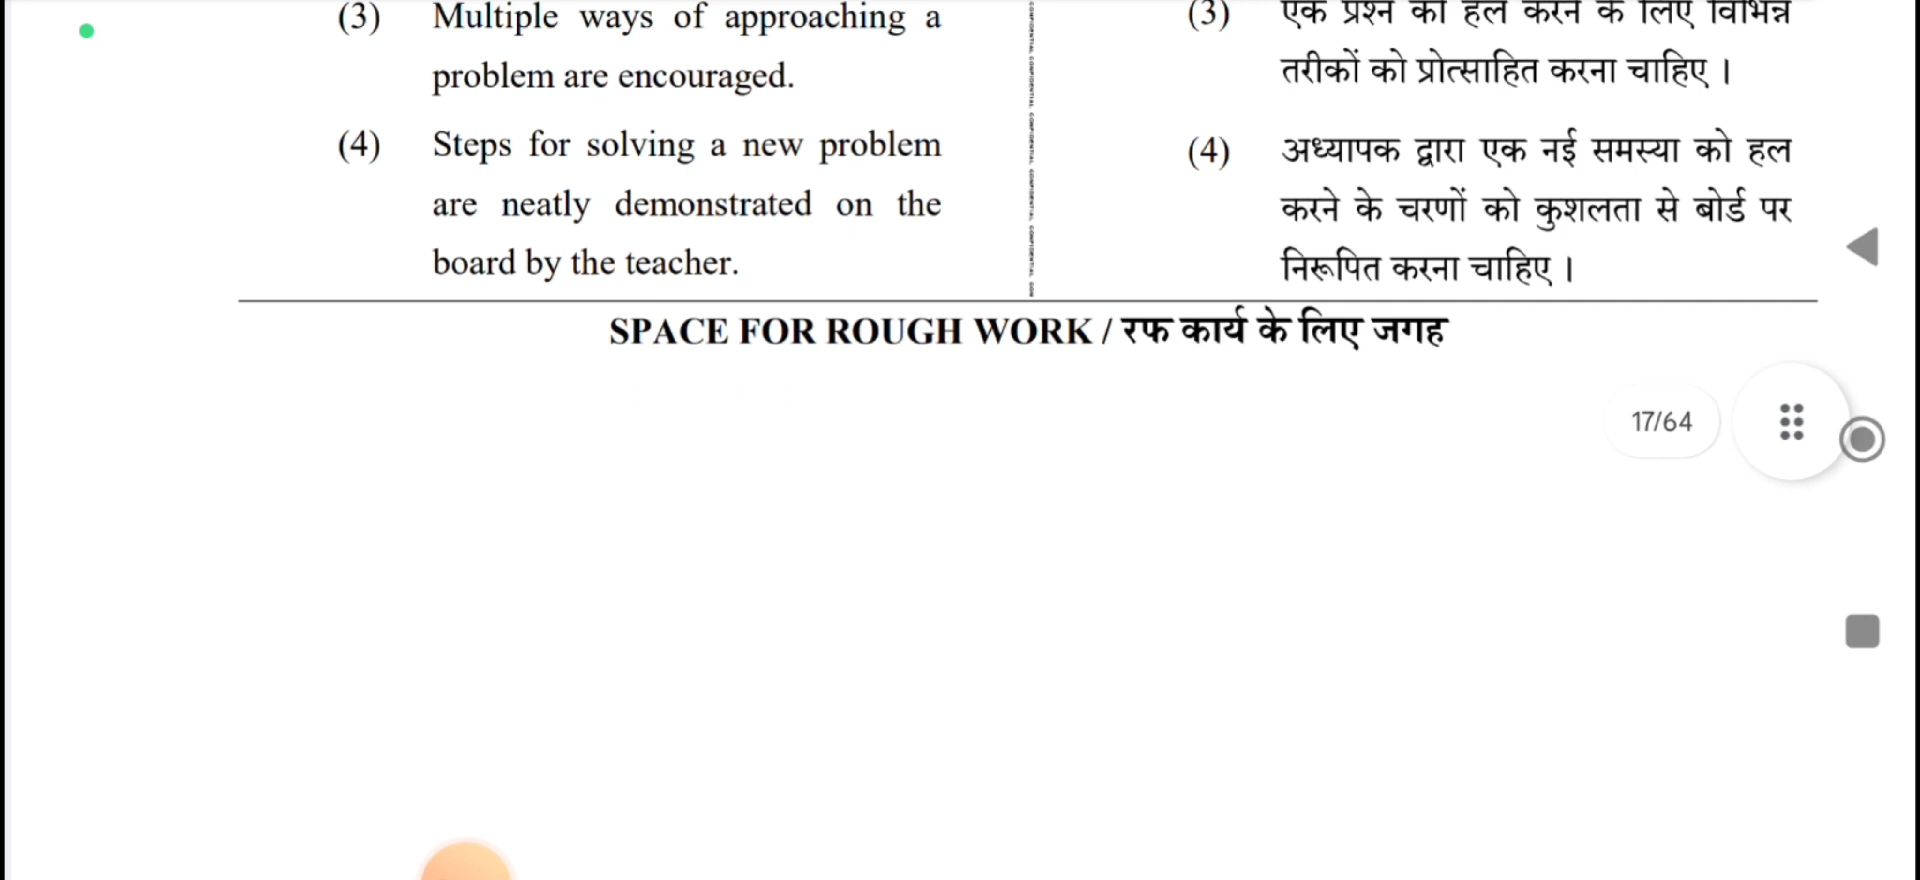 (3) Multiple ways of approaching a
problem are encouraged.
(4) Steps for solving a new problem
are neatly demonstrated on the
board by the teacher.
(3) एक प्रश्न को हल करने के लिए विभिन्न
तरीकों को प्रोत्साहित करना चाहिए ।
(4) अध्यापक द्वारा एक नई समस्या को हल
करने के चरणों को कुशलता से बोर्ड पर
निरूपित करना चाहिए ।
SPACE FOR ROUGH WORK / रफ कार्य के लिए जगह
17/64